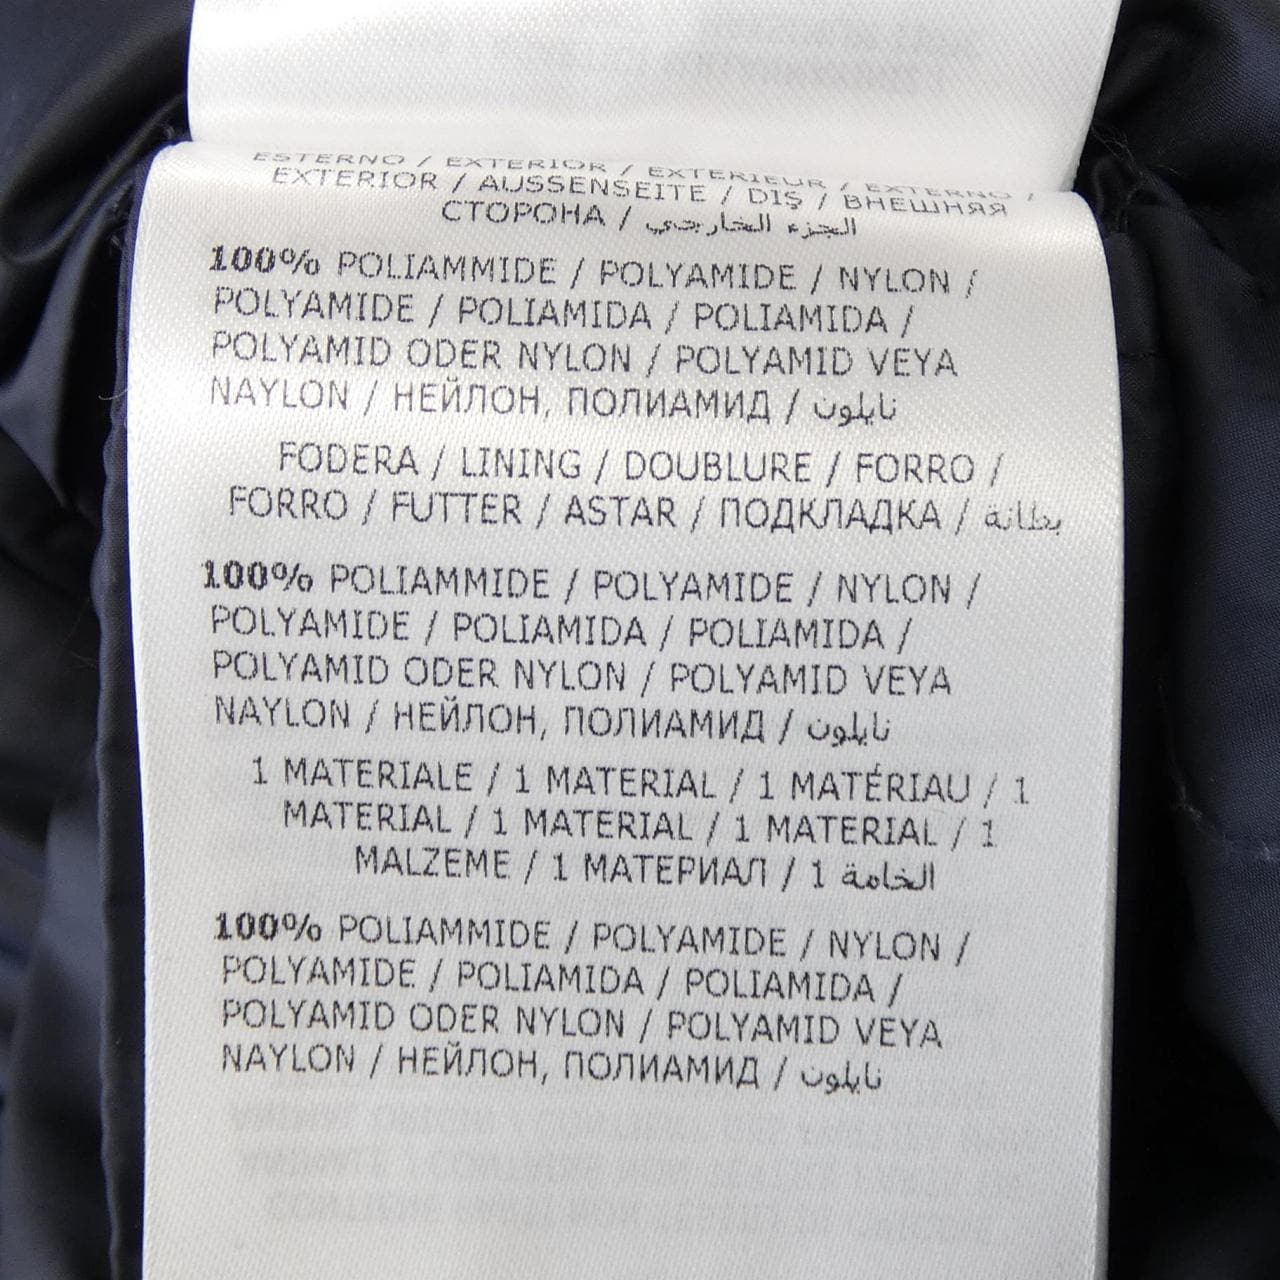 ESTERNO / EXTERIOR / EXTERIEUR / EXTERNO /
EXTERIOR / AUSSENSEITE / DIŞ / ВНЕШНЯЯ
СТОРОНА / الجزء الخارجي
100% POLIAMMIDE / POLYAMIDE / NYLON /
POLYAMIDE / POLIAMIDA / POLIAMIDA /
POLYAMID ODER NYLON / POLYAMID VEYA
NAYLON / НЕЙЛОН, ПОЛИАМИД / نايلون
FODERA / LINING / DOUBLURE / FORRO /
FORRO / FUTTER / ASTAR / ПОДКЛАДКА / بطانة
100% POLIAMMIDE / POLYAMIDE / NYLON /
POLYAMIDE / POLIAMIDA / POLIAMIDA /
POLYAMID ODER NYLON / POLYAMID VEYA
NAYLON / НЕЙЛОН, ПОЛИАМИД / نايلون
1 MATERIALE / 1 MATERIAL / 1 MATÉRIAU / 1
MATERIAL / 1 MATERIAL / 1 MATERIAL / 1
MALZEME / 1 МАТЕРИАЛ / 1 الخامة
100% POLIAMMIDE / POLYAMIDE / NYLON /
POLYAMIDE / POLIAMIDA / POLIAMIDA /
POLYAMID ODER NYLON / POLYAMID VEYA
NAYLON / НЕЙЛОН, ПОЛИАМИД / نايلون